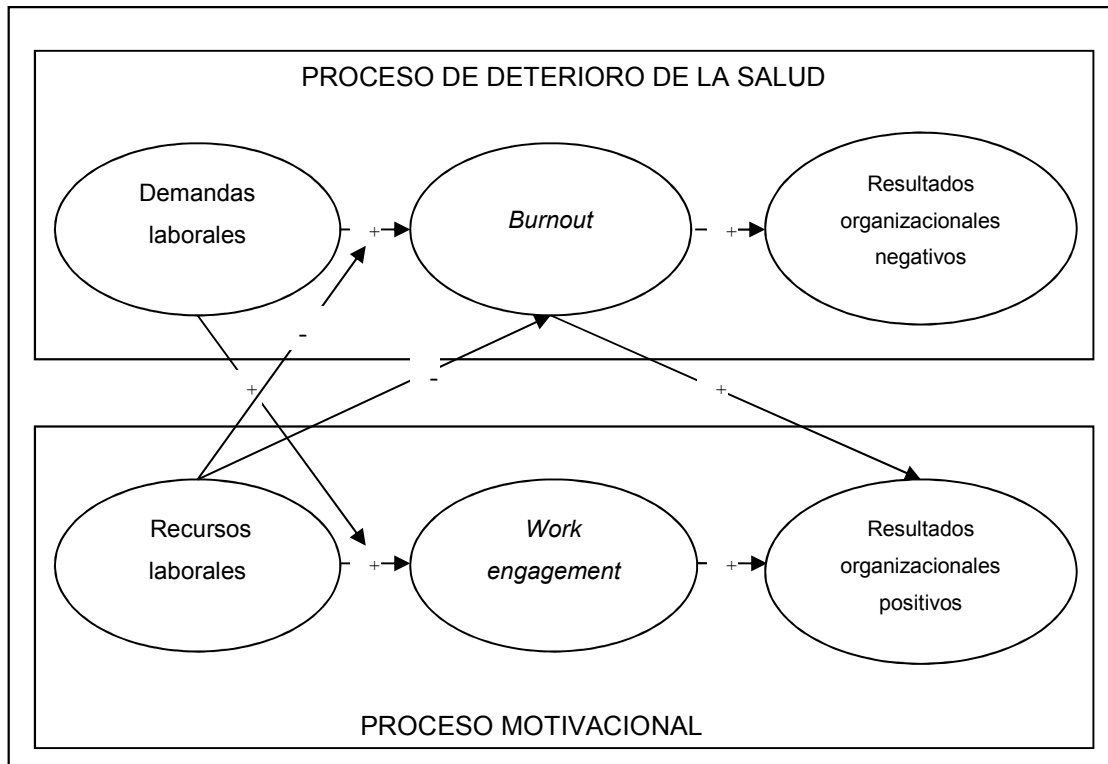 PROCESO DE DETERIORO DE LA SALUD
Demandas
laborales
+
Burnout
+
Resultados
organizacionales
negativos
-
-
+
+
Recursos
laborales
+
Work
engagement
+
Resultados
organizacionales
positivos
PROCESO MOTIVACIONAL